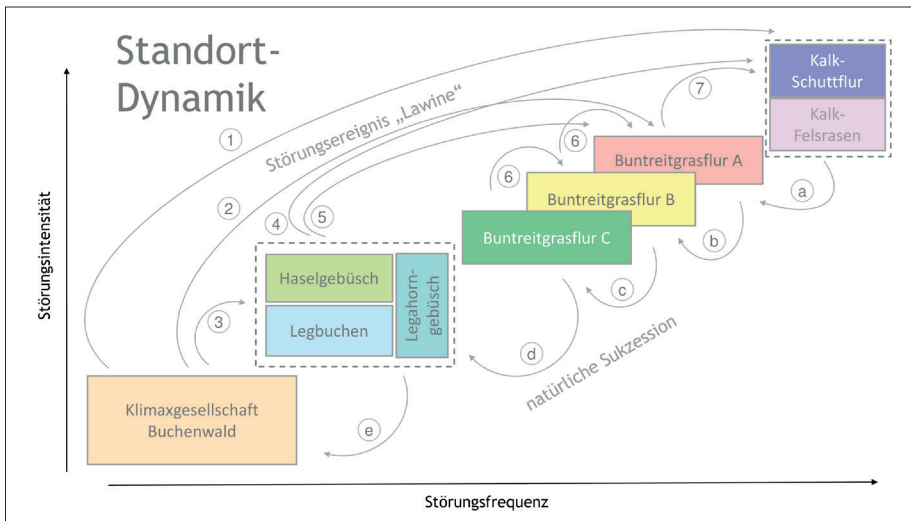 Standort-
Dynamik
Störungsereignis „Lawine“
1
2
3
4
5
6
6
7
Kalk-
Schuttflur
Kalk-
Felsrasen
Buntreitgrasflur A
Buntreitgrasflur B
Buntreitgrasflur C
Haselgebüsch
Legbuchen
Legahorn-
gebüsch
Klimaxgesellschaft
Buchenwald
a
b
c
d
e
natürliche Sukzession
Störungsintensität
Störungsfrequenz